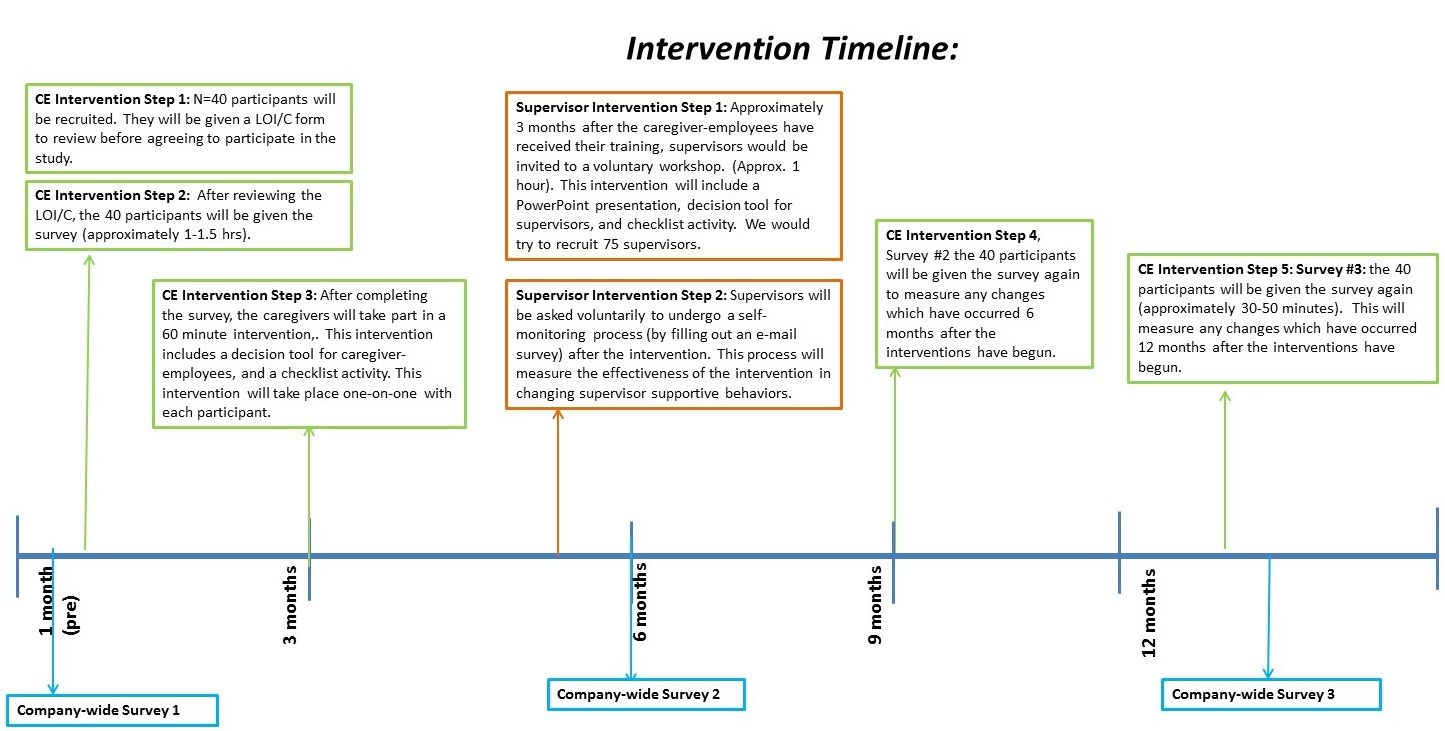 Intervention Timeline:
CE Intervention Step 1: N=40 participants will
be recruited. They will be given a LOI/C form
to review before agreeing to participate in the
study.
CE Intervention Step 2: After reviewing the
LOI/C, the 40 participants will be given the
survey (approximately 1-1.5 hrs).
CE Intervention Step 3: After completing
the survey, the caregivers will take part in a
60 minute intervention,. This intervention
includes a decision tool for caregiver-
employees, and a checklist activity. This
intervention will take place one-on-one with
each participant.
Supervisor Intervention Step 1: Approximately
3 months after the caregiver-employees have
received their training, supervisors would be
invited to a voluntary workshop. (Approx. 1
hour). This intervention will include a
PowerPoint presentation, decision tool for
supervisors, and checklist activity. We would
try to recruit 75 supervisors.
Supervisor Intervention Step 2: Supervisors will
be asked voluntarily to undergo a self-
monitoring process (by filling out an e-mail
survey) after the intervention. This process will
measure the effectiveness of the intervention in
changing supervisor supportive behaviors.
CE Intervention Step 4,
Survey #2 the 40 participants
will be given the survey again
to measure any changes
which have occurred 6
months after the
interventions have begun.
CE Intervention Step 5: Survey #3: the 40
participants will be given the survey again
(approximately 30-50 minutes). This will
measure any changes which have occurred
12 months after the interventions have
begun.
1 month
(pre)
3 months
6 months
9 months
12 months
Company-wide Survey 1
Company-wide Survey 2
Company-wide Survey 3